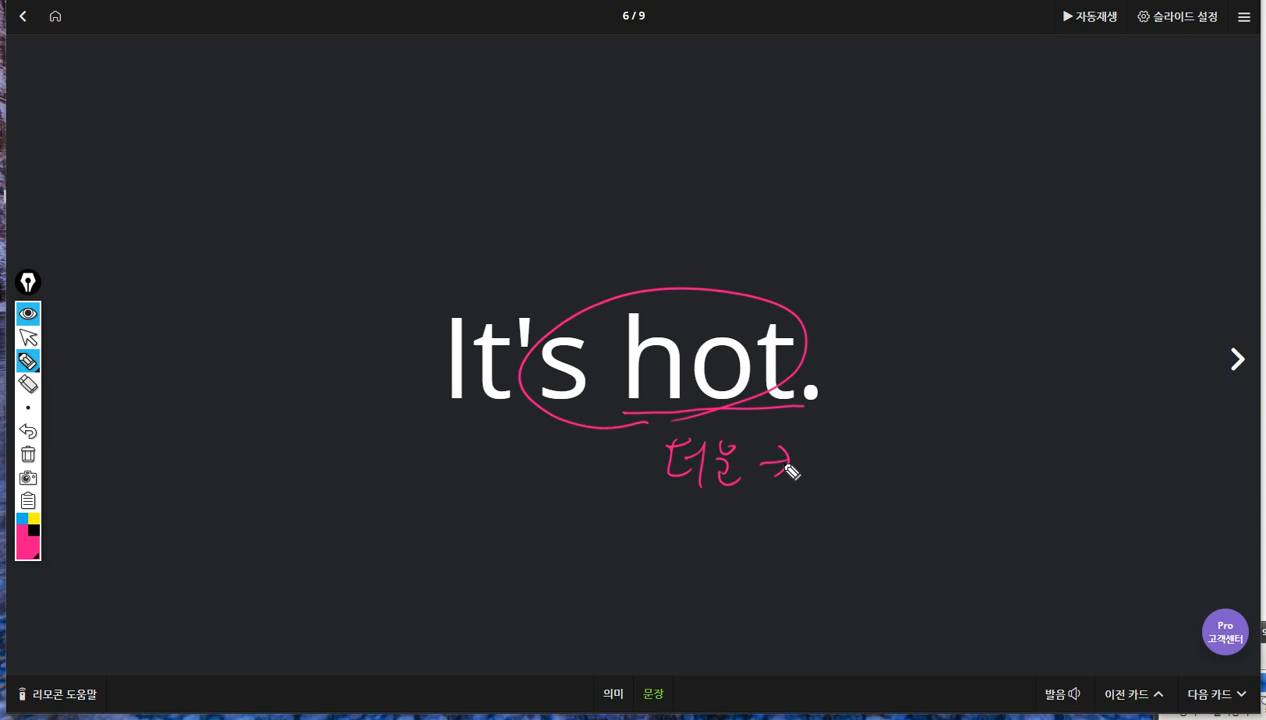 6 / 9
자동재생
슬라이드 설정
It's hot.
더운 →
Pro
고객센터
리모콘 도움말
의미
문장
발음
이전 카드
다음 카드